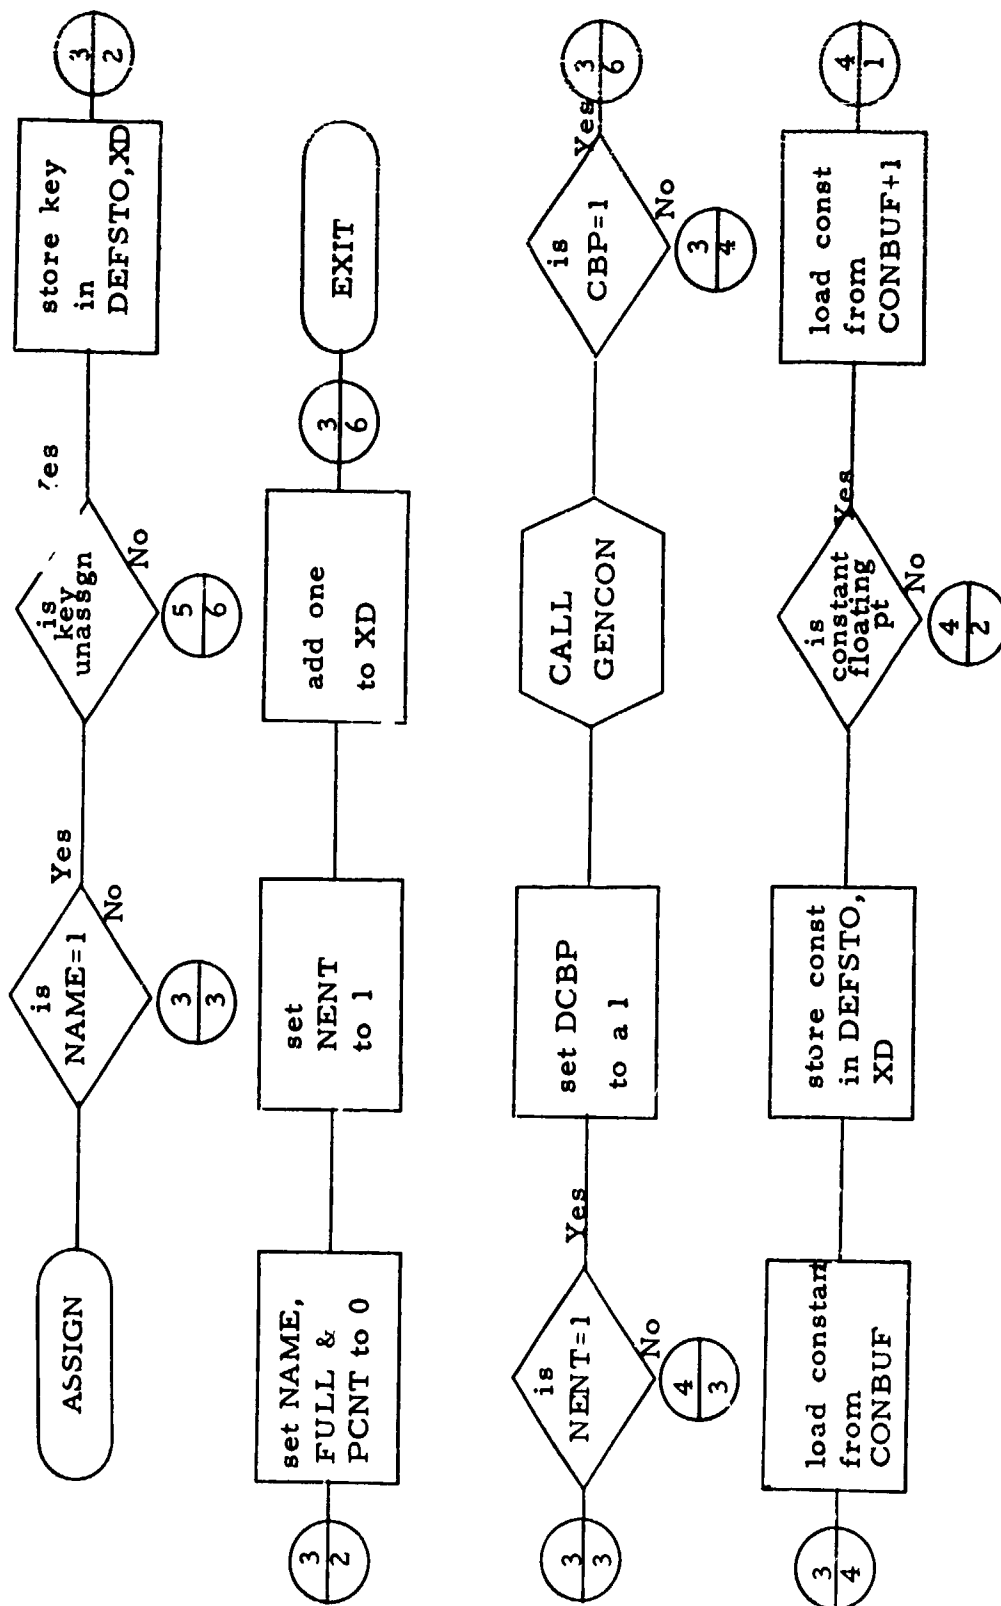 ASSIGN
is
NAME=1
Yes
No
3
3
is
key
unassgn
Yes
No
5
6
store key
in
DEFSTO,XD
3
2
3
2
set NAME,
FULL &
PCNT to 0
set
NENT
to 1
add one
to XD
3
6
EXIT
3
3
is
NENT=1
Yes
No
4
3
set DCBP
to a 1
CALL
GENCON
is
CBP=1
Yes
No
3
4
3
6
3
4
load constant
from
CONBUF
store const
in DEFSTO,
XD
is
constant
floating
pt
Yes
No
4
2
load const
from
CONBUF+1
4
1